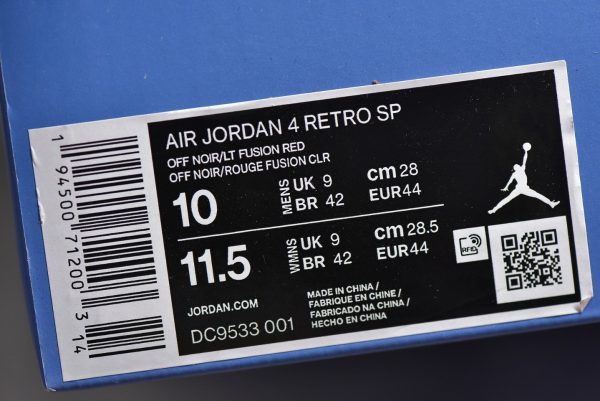 AIR JORDAN 4 RETRO SP
OFF NOIR/LT FUSION RED
OFF NOIR/ROUGE FUSION CLR
10 MENS UK 9 cm 28
BR 42 EUR 44
11.5 WMNS UK 9 cm 28.5
BR 42 EUR 44
RFID
JORDAN.COM
DC9533 001
MADE IN CHINA/
FABRIQUE EN CHINE/
FABRICADO NA CHINA/
HECHO EN CHINA
1 94500 71200 3 14